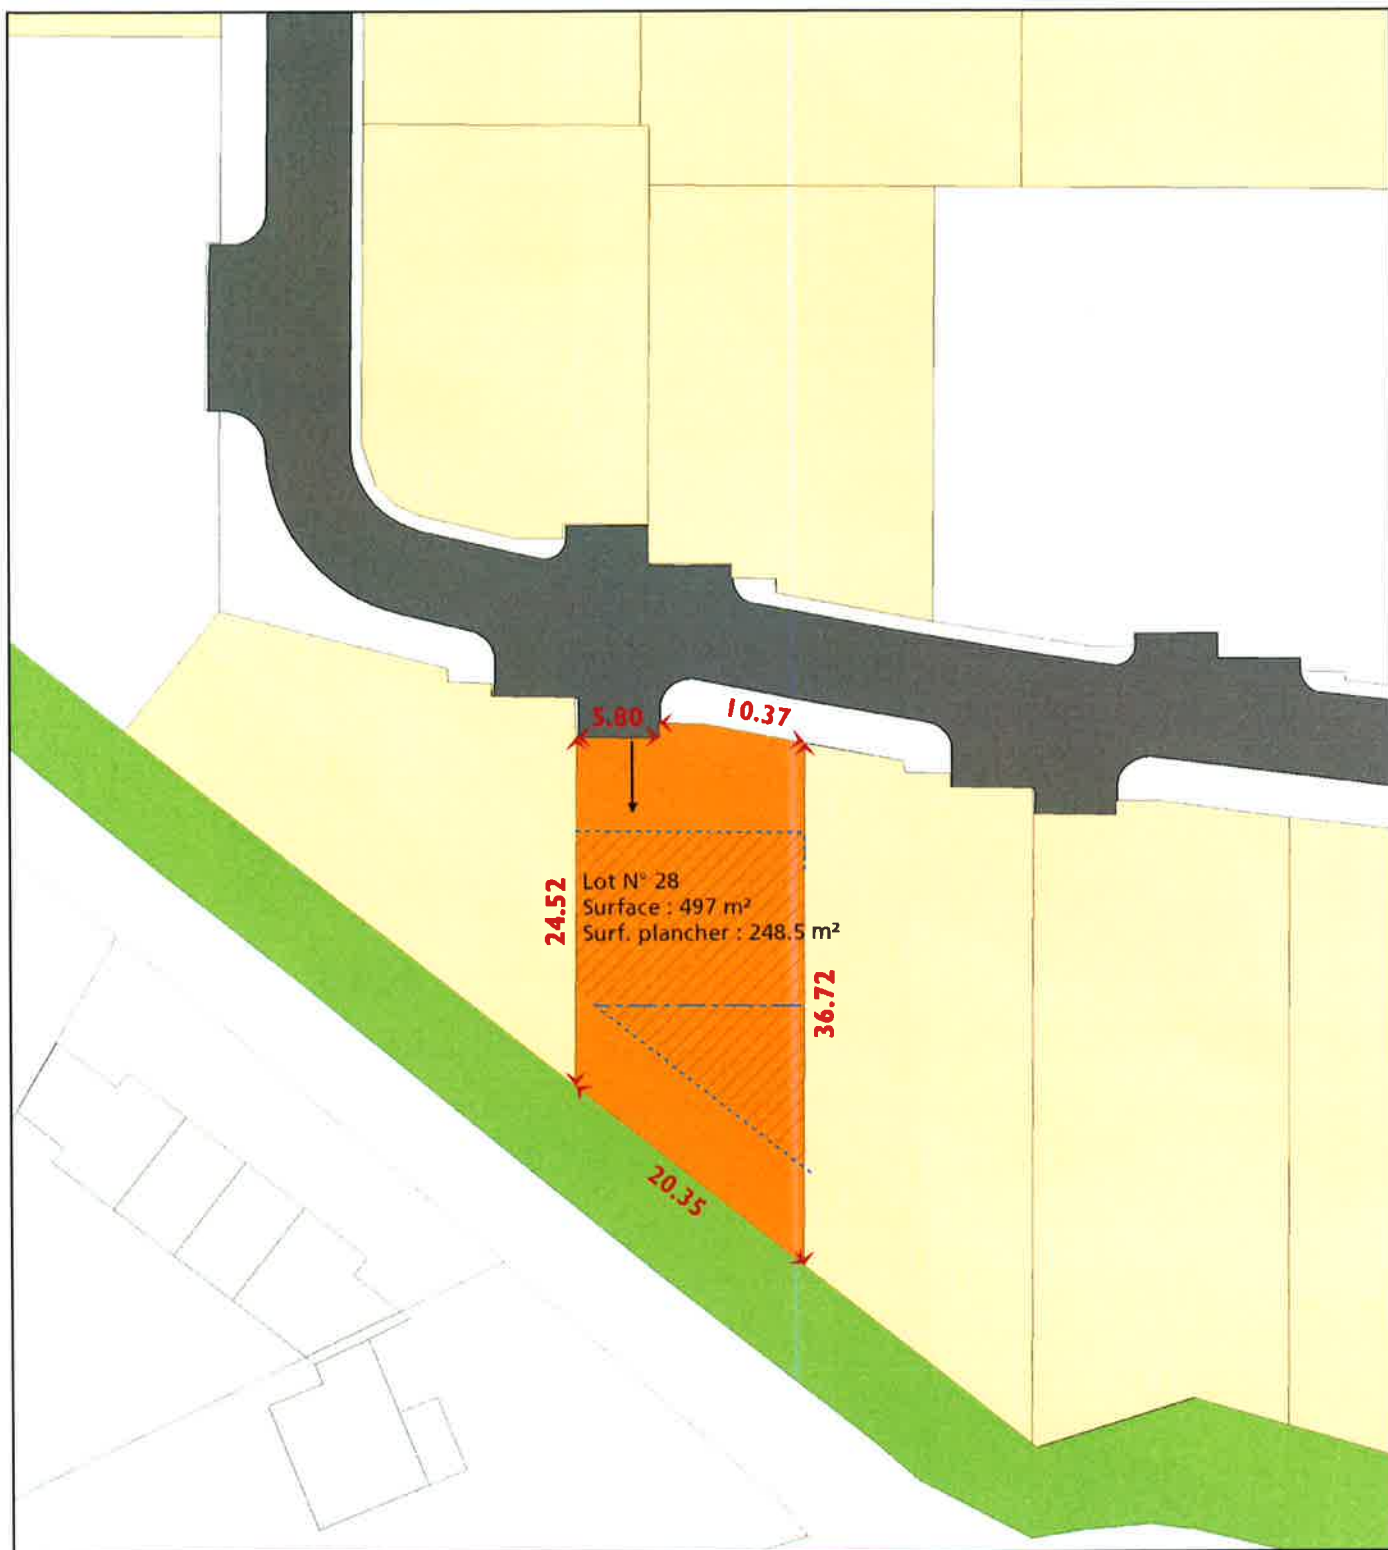 5.80
10.37
24.52
Lot N° 28
Surface : 497 m²
Surf. plancher : 248.5 m²
36.72
20.35